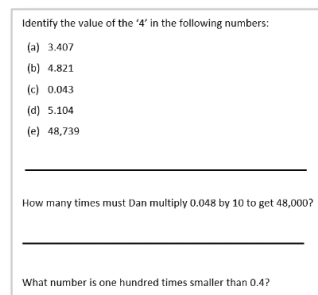 Identify the value of the ‘4’ in the following numbers:
(a) 3.407
(b) 4.821
(c) 0.043
(d) 5.104
(e) 48,739
How many times must Dan multiply 0.048 by 10 to get 48,000?
What number is one hundred times smaller than 0.4?